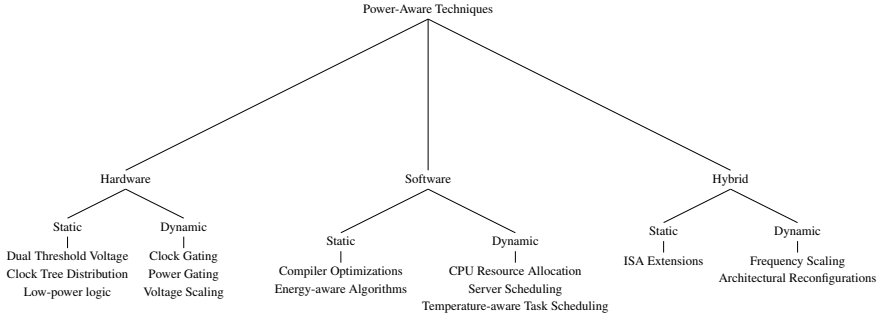 Power-Aware Techniques
Hardware
Software
Hybrid
Static
Dynamic
Static
Dynamic
Static
Dynamic
Dual Threshold Voltage
Clock Tree Distribution
Low-power logic
Clock Gating
Power Gating
Voltage Scaling
Compiler Optimizations
Energy-aware Algorithms
CPU Resource Allocation
Server Scheduling
Temperature-aware Task Scheduling
ISA Extensions
Frequency Scaling
Architectural Reconfigurations